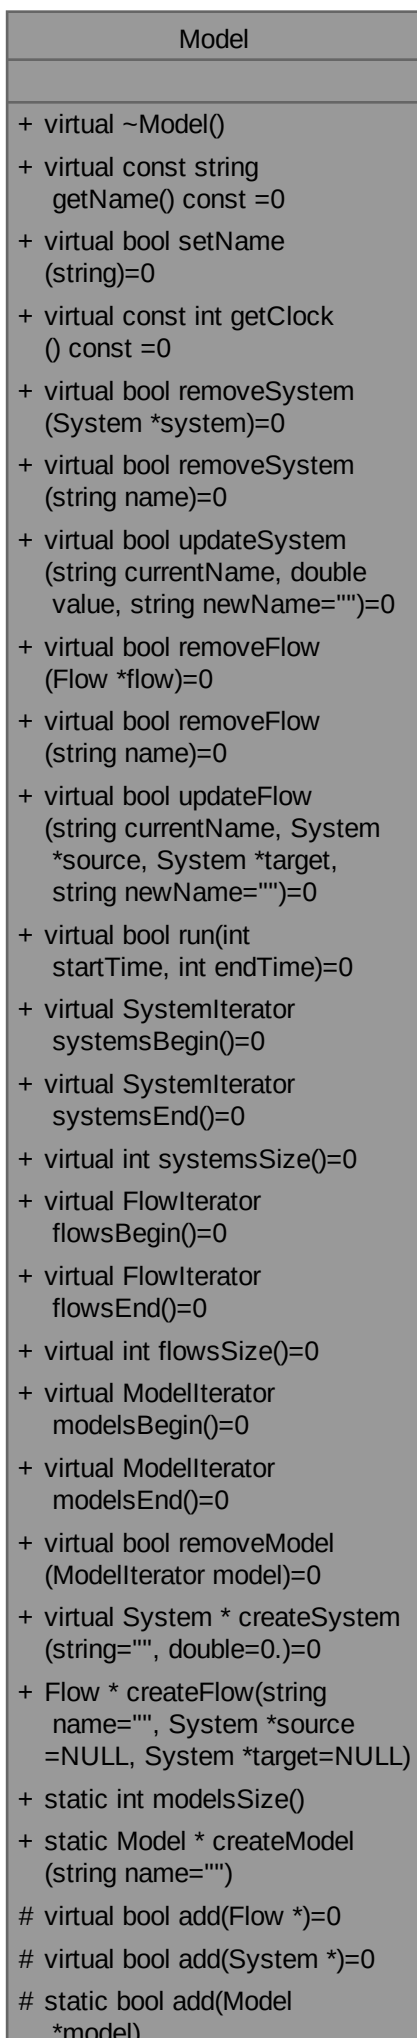 Model
+ virtual ~Model()
+ virtual const string
getName() const =0
+ virtual bool setName
(string)=0
+ virtual const int getClock
() const =0
+ virtual bool removeSystem
(System *system)=0
+ virtual bool removeSystem
(string name)=0
+ virtual bool updateSystem
(string currentName, double
value, string newName="")=0
+ virtual bool removeFlow
(Flow *flow)=0
+ virtual bool removeFlow
(string name)=0
+ virtual bool updateFlow
(string currentName, System
*source, System *target,
string newName="")=0
+ virtual bool run(int
startTime, int endTime)=0
+ virtual SystemIterator
systemsBegin()=0
+ virtual SystemIterator
systemsEnd()=0
+ virtual int systemsSize()=0
+ virtual FlowIterator
flowsBegin()=0
+ virtual FlowIterator
flowsEnd()=0
+ virtual int flowsSize()=0
+ virtual ModelIterator
modelsBegin()=0
+ virtual ModelIterator
modelsEnd()=0
+ virtual bool removeModel
(ModelIterator model)=0
+ virtual System * createSystem
(string="", double=0.)=0
+ Flow * createFlow(string
name="", System *source
=NULL, System *target=NULL)
+ static int modelsSize()
+ static Model * createModel
(string name="")
# virtual bool add(Flow *)=0
# virtual bool add(System *)=0
# static bool add(Model
*model)